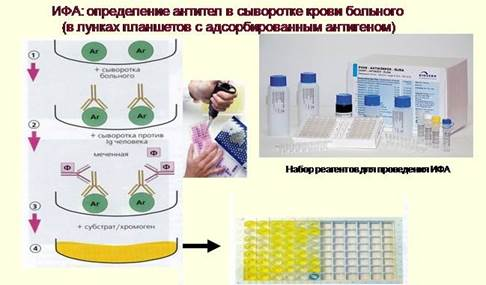 ИФА: определение антител в сыворотке крови больного
(в лунках планшетов с адсорбированным антигеном)
1
Аг Аг
+ сыворотка
больного
Аг Аг
2
+ сыворотка против
Ig человека
меченная
Ф Ф
Аг Аг
3
+ субстрат/хромоген
4
Набор реагентов для проведения ИФА